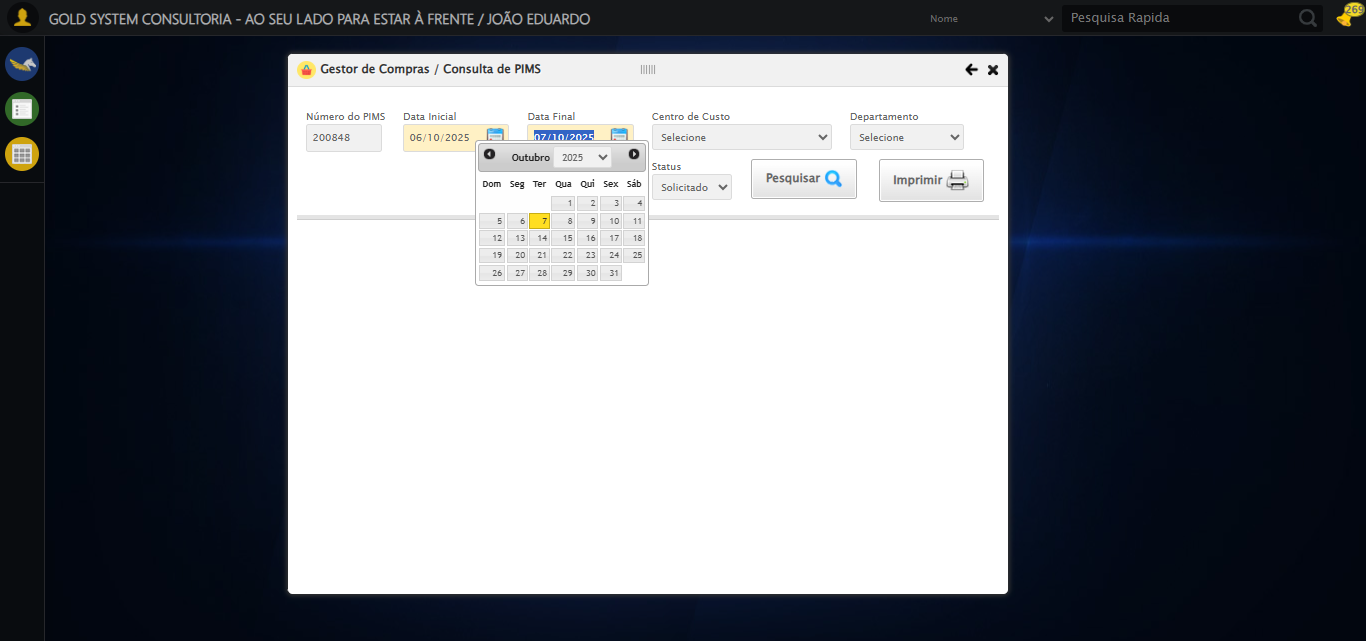 GOLD SYSTEM CONSULTORIA - AO SEU LADO PARA ESTAR À FRENTE / JOÃO EDUARDO
Nome
Pesquisa Rapida
269
Gestor de Compras / Consulta de PIMS
Número do PIMS Data Inicial Data Final Centro de Custo Departamento
200848 06/10/2025 07/10/2025 Selecione Selecione
Outubro 2025
Dom Seg Ter Qua Qui Sex Sáb
1 2 3 4
5 6 7 8 9 10 11
12 13 14 15 16 17 18
19 20 21 22 23 24 25
26 27 28 29 30 31
Status
Solicitado
Pesquisar
Imprimir